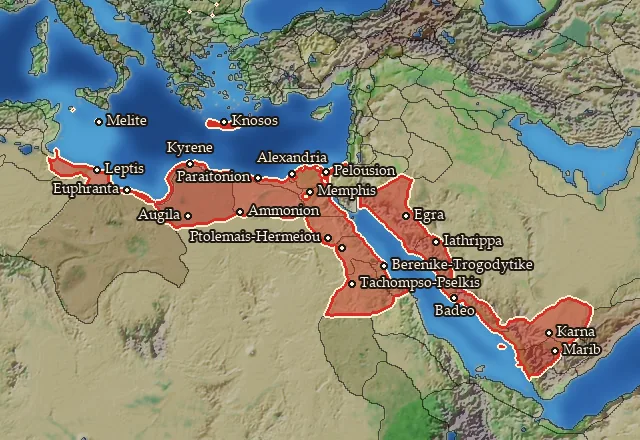 Melite
Knosos
Kyrene
Alexandria
Leptis
Paraitonion
Pelousion
Euphranta
Memphis
Augila
Ammonion
Egra
Ptolemais-Hermeiou
Iathrippa
Berenike-Trogodytike
Tachompso-Pselkis
Badeo
Karna
Marib